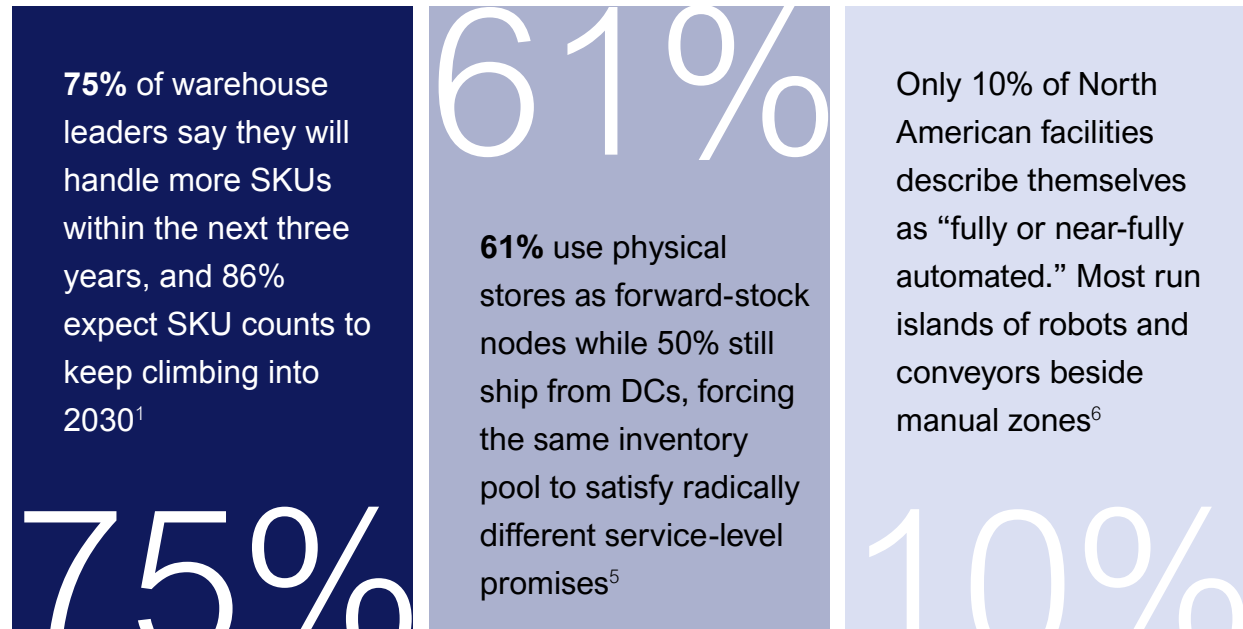 75% of warehouse
leaders say they will
handle more SKUs
within the next three
years, and 86%
expect SKU counts to
keep climbing into
2030¹
75%
61%
61% use physical
stores as forward-stock
nodes while 50% still
ship from DCs, forcing
the same inventory
pool to satisfy radically
different service-level
promises⁵
Only 10% of North
American facilities
describe themselves
as “fully or near-fully
automated.” Most run
islands of robots and
conveyors beside
manual zones⁶
10%